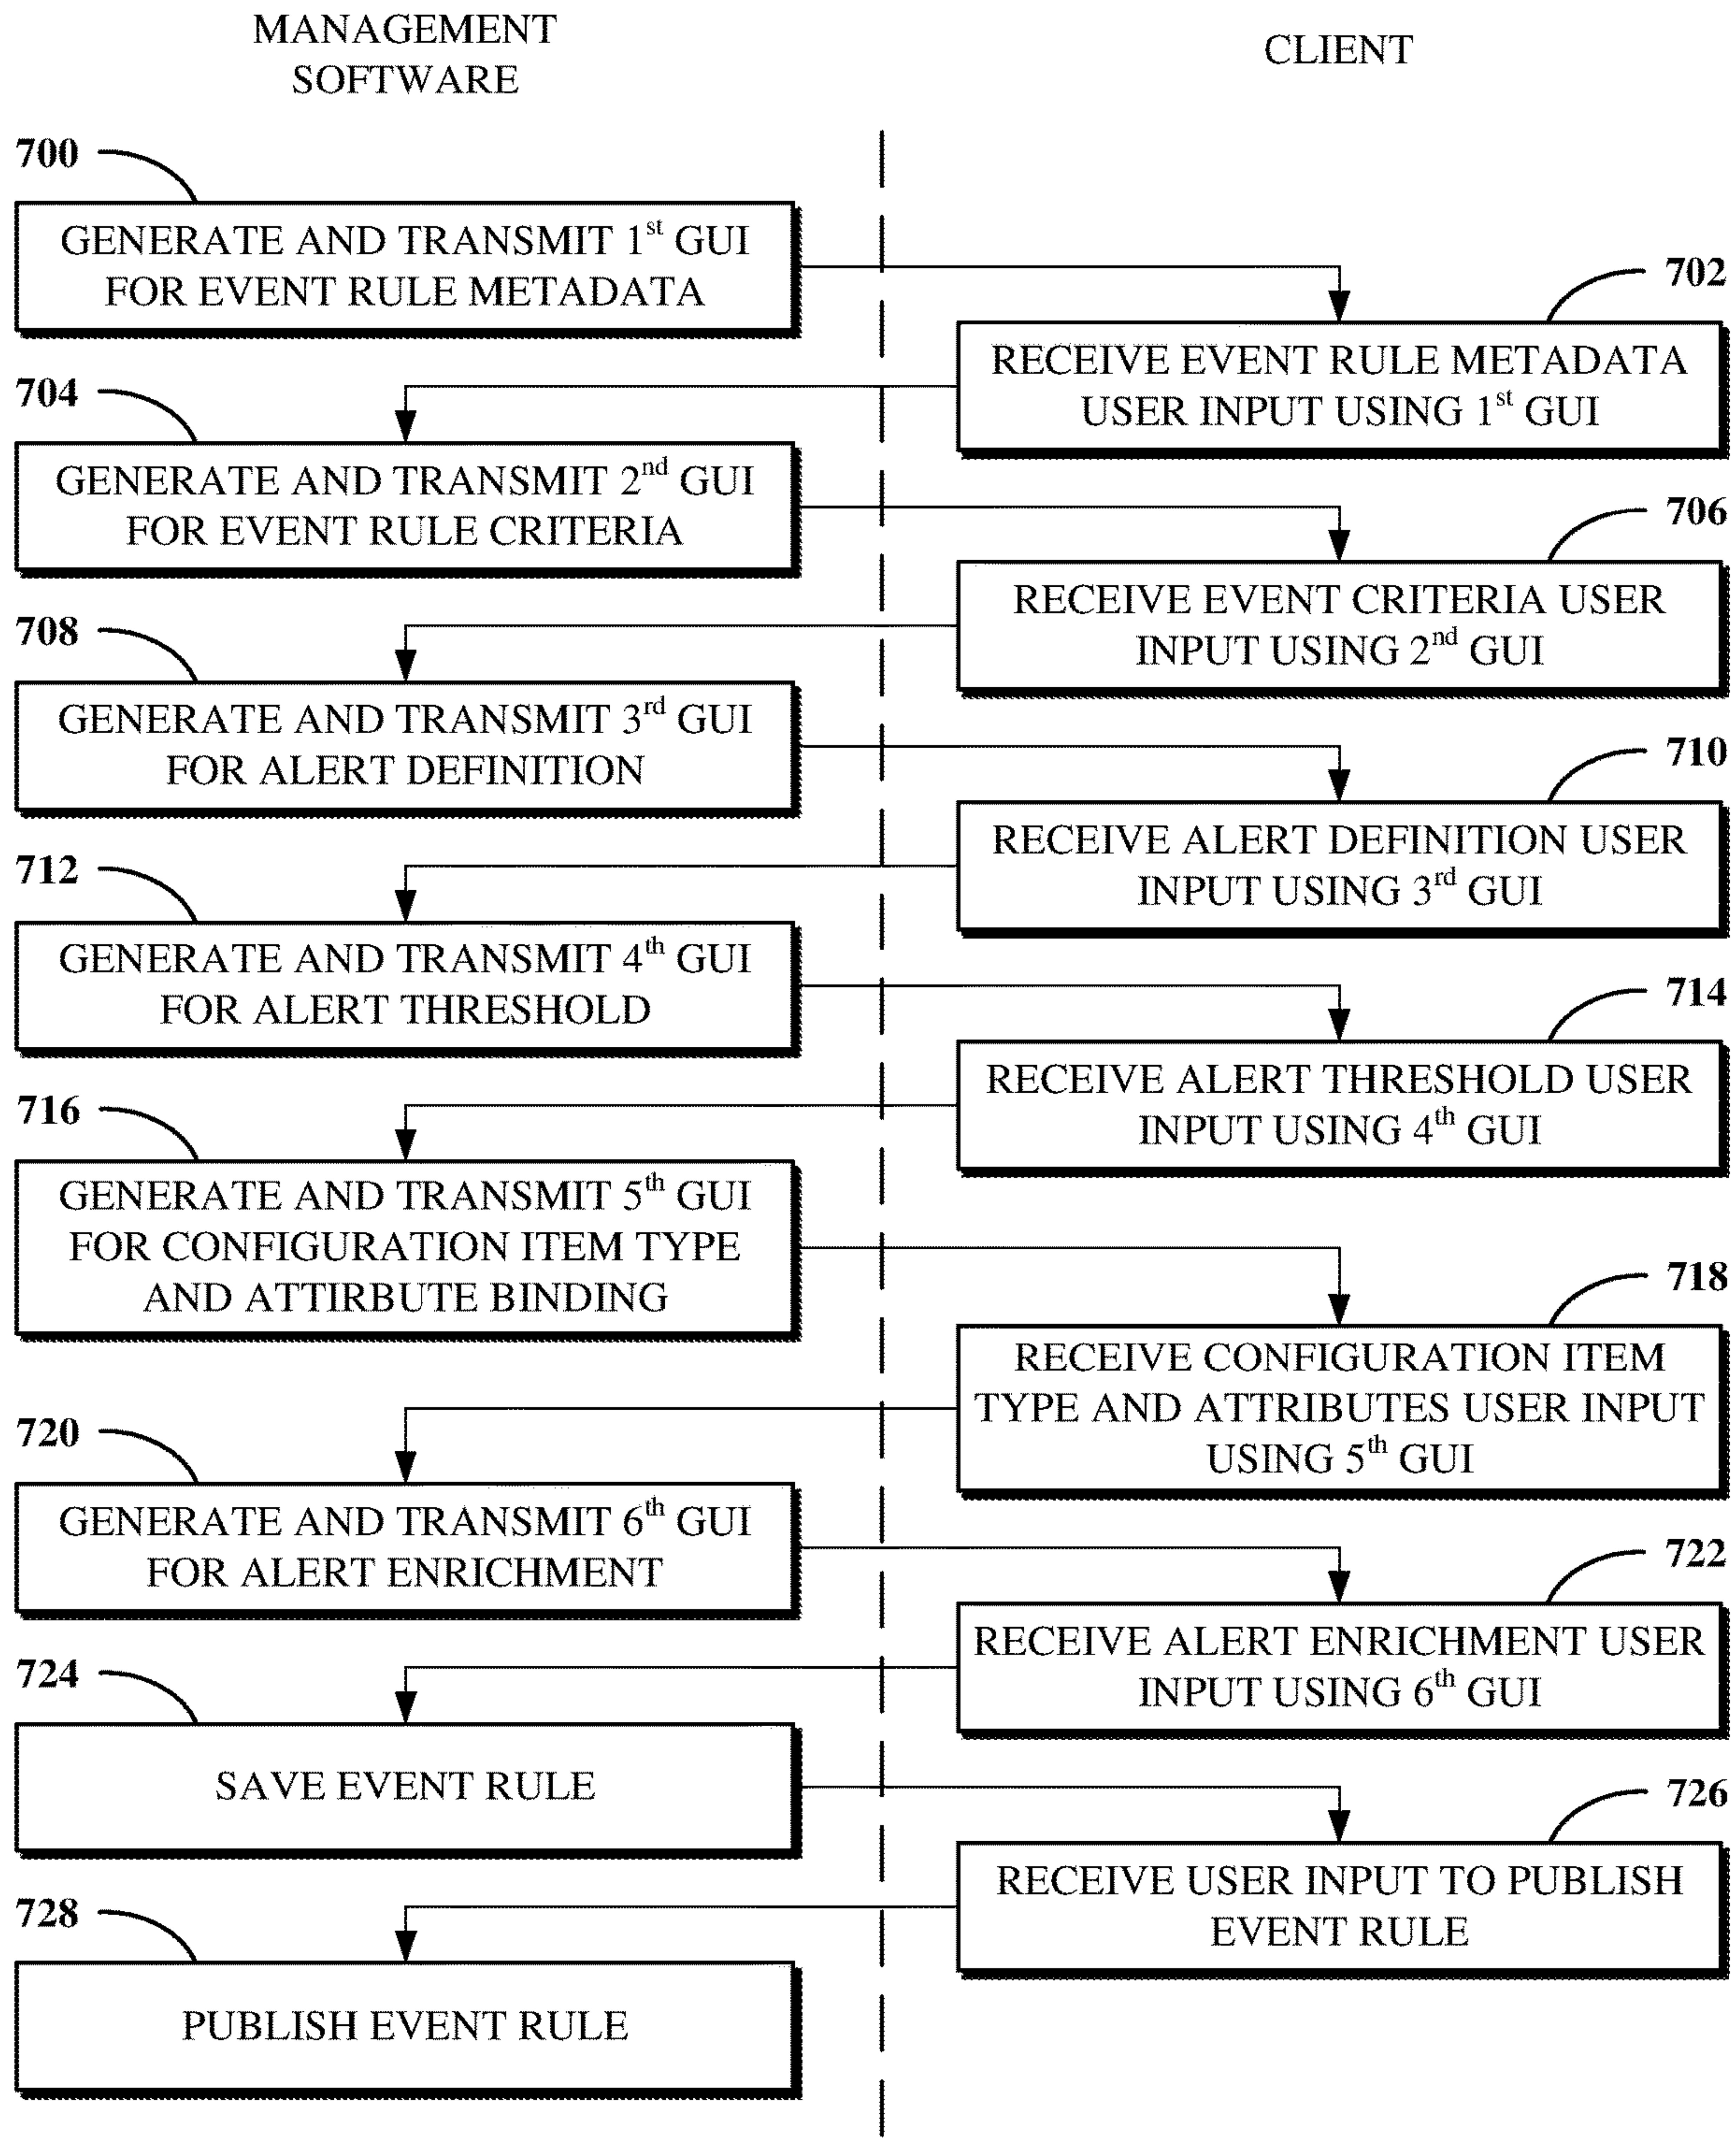 MANAGEMENT
SOFTWARE
CLIENT
700
GENERATE AND TRANSMIT 1st GUI
FOR EVENT RULE METADATA
702
RECEIVE EVENT RULE METADATA
USER INPUT USING 1st GUI
704
GENERATE AND TRANSMIT 2nd GUI
FOR EVENT RULE CRITERIA
706
RECEIVE EVENT CRITERIA USER
INPUT USING 2nd GUI
708
GENERATE AND TRANSMIT 3rd GUI
FOR ALERT DEFINITION
710
RECEIVE ALERT DEFINITION USER
INPUT USING 3rd GUI
712
GENERATE AND TRANSMIT 4th GUI
FOR ALERT THRESHOLD
714
RECEIVE ALERT THRESHOLD USER
INPUT USING 4th GUI
716
GENERATE AND TRANSMIT 5th GUI
FOR CONFIGURATION ITEM TYPE
AND ATTIRBUTE BINDING
718
RECEIVE CONFIGURATION ITEM
TYPE AND ATTRIBUTES USER INPUT
USING 5th GUI
720
GENERATE AND TRANSMIT 6th GUI
FOR ALERT ENRICHMENT
722
RECEIVE ALERT ENRICHMENT USER
INPUT USING 6th GUI
724
SAVE EVENT RULE
726
RECEIVE USER INPUT TO PUBLISH
EVENT RULE
728
PUBLISH EVENT RULE